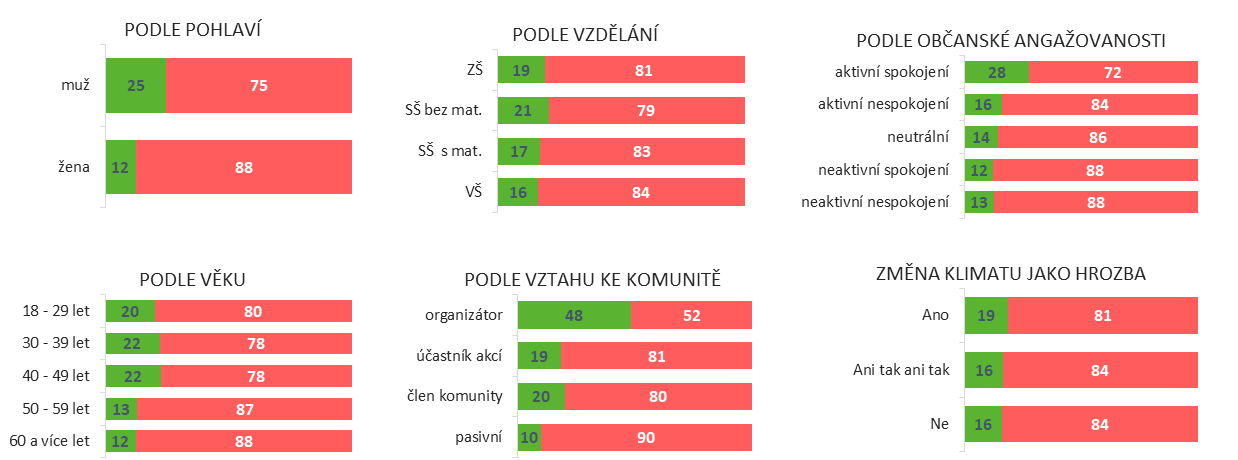 PODLE POHLAVÍ
muž 25 75
žena 12 88
PODLE VZDĚLÁNÍ
ZŠ 19 81
SŠ bez mat. 21 79
SŠ s mat. 17 83
VŠ 16 84
PODLE OBČANSKÉ ANGAŽOVANOSTI
aktivní spokojení 28 72
aktivní nespokojení 16 84
neutrální 14 86
neaktivní spokojení 12 88
neaktivní nespokojení 13 88
PODLE VĚKU
18 - 29 let 20 80
30 - 39 let 22 78
40 - 49 let 22 78
50 - 59 let 13 87
60 a více let 12 88
PODLE VZTAHU KE KOMUNITĚ
organizátor 48 52
účastník akcí 19 81
člen komunity 20 80
pasivní 10 90
ZMĚNA KLIMATU JAKO HROZBA
Ano 19 81
Ani tak ani tak 16 84
Ne 16 84